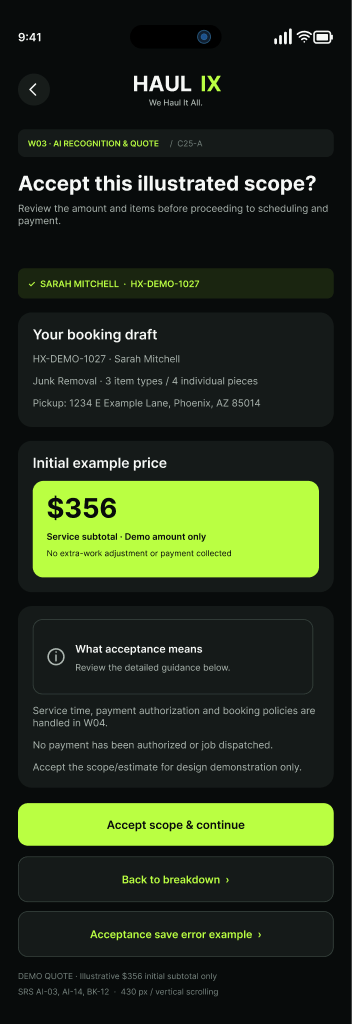 9:41
HAUL IX
We Haul It All.
W03 · AI RECOGNITION & QUOTE / C25-A
Accept this illustrated scope?
Review the amount and items before proceeding to scheduling and
payment.
✓ SARAH MITCHELL · HX-DEMO-1027
Your booking draft
HX-DEMO-1027 · Sarah Mitchell
Junk Removal · 3 item types / 4 individual pieces
Pickup: 1234 E Example Lane, Phoenix, AZ 85014
Initial example price
$356
Service subtotal · Demo amount only
No extra-work adjustment or payment collected
What acceptance means
Review the detailed guidance below.
Service time, payment authorization and booking policies are
handled in W04.
No payment has been authorized or job dispatched.
Accept the scope/estimate for design demonstration only.
Accept scope & continue
Back to breakdown ›
Acceptance save error example ›
DEMO QUOTE · Illustrative $356 initial subtotal only
SRS AI-03, AI-14, BK-12 · 430 px / vertical scrolling